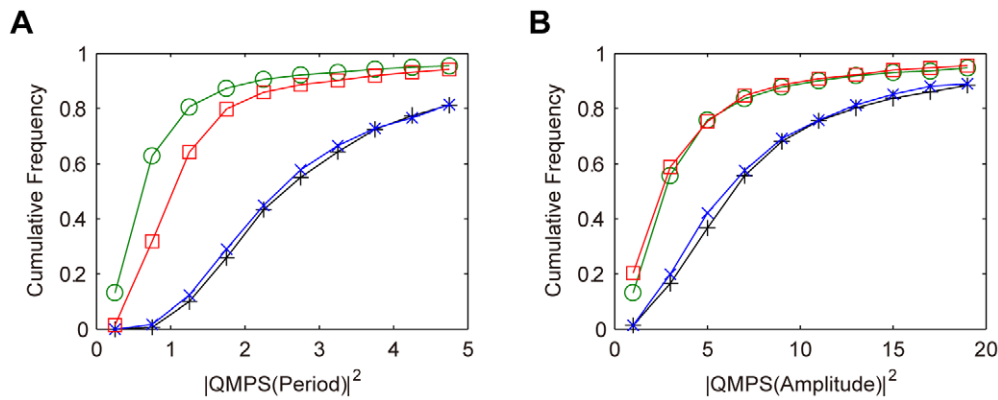 A
B
1
0.8
0.6
0.4
0.2
0
Cumulative Frequency
0 1 2 3 4 5
|QMPS(Period)|²
1
0.8
0.6
0.4
0.2
0
Cumulative Frequency
0 5 10 15 20
|QMPS(Amplitude)|²